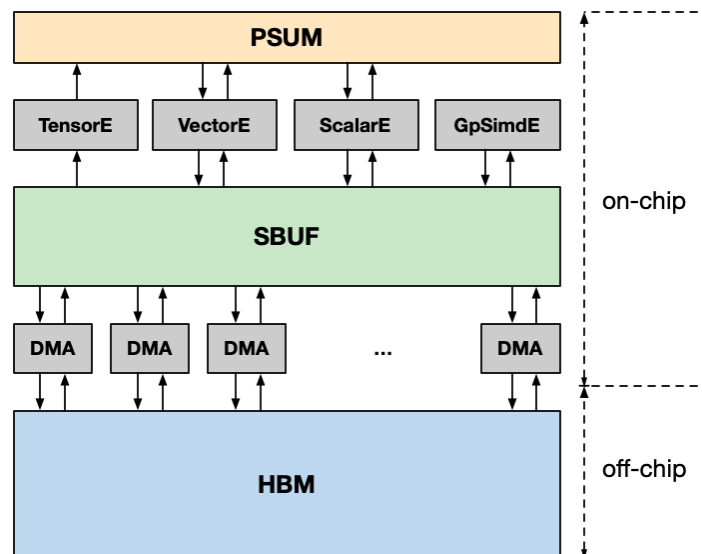 PSUM
TensorE VectorE ScalarE GpSimdE
on-chip
SBUF
DMA DMA DMA ... DMA
off-chip
HBM